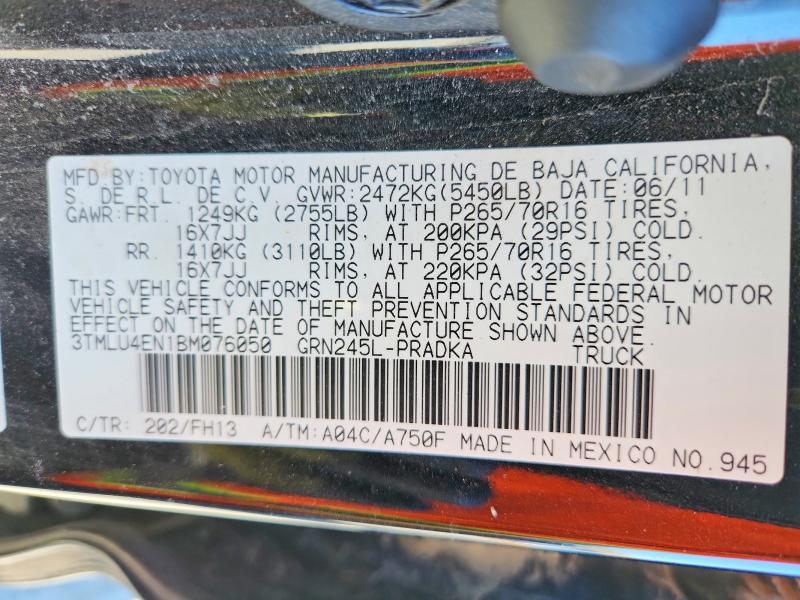 MFD.BY:TOYOTA MOTOR MANUFACTURING DE BAJA CALIFORNIA,
S. DE R.L. DE C.V. GVWR:2472KG(5450LB) DATE:06/11
GAWR:FRT. 1249KG (2755LB) WITH P265/70R16 TIRES,
16X7JJ RIMS, AT 200KPA (29PSI) COLD.
RR. 1410KG (3110LB) WITH P265/70R16 TIRES,
16X7JJ RIMS, AT 220KPA (32PSI) COLD.
THIS VEHICLE CONFORMS TO ALL APPLICABLE FEDERAL MOTOR
VEHICLE SAFETY AND THEFT PREVENTION STANDARDS IN
EFFECT ON THE DATE OF MANUFACTURE SHOWN ABOVE.
3TMLU4EN1BM076050 GRN245L-PRADKA TRUCK
C/TR: 202/FH13 A/TM:A04C/A750F MADE IN MEXICO NO.945